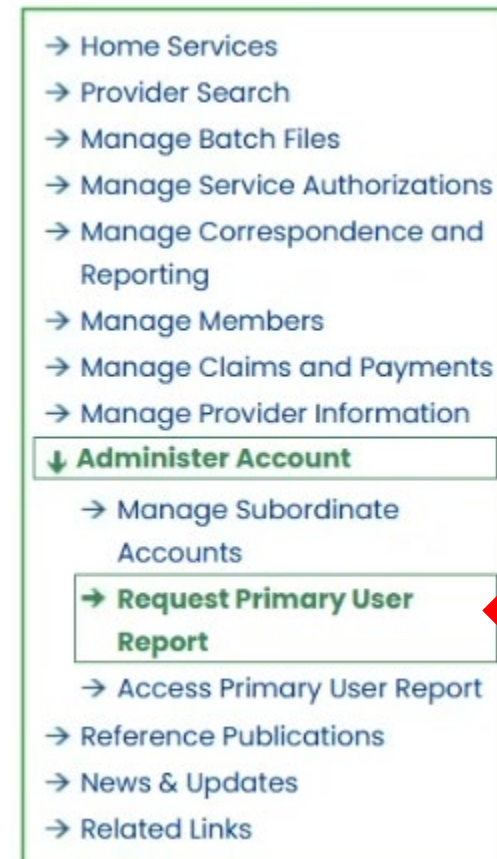 → Home Services
→ Provider Search
→ Manage Batch Files
→ Manage Service Authorizations
→ Manage Correspondence and
Reporting
→ Manage Members
→ Manage Claims and Payments
→ Manage Provider Information
↓ Administer Account
→ Manage Subordinate
Accounts
→ Request Primary User
Report
→ Access Primary User Report
→ Reference Publications
→ News & Updates
→ Related Links